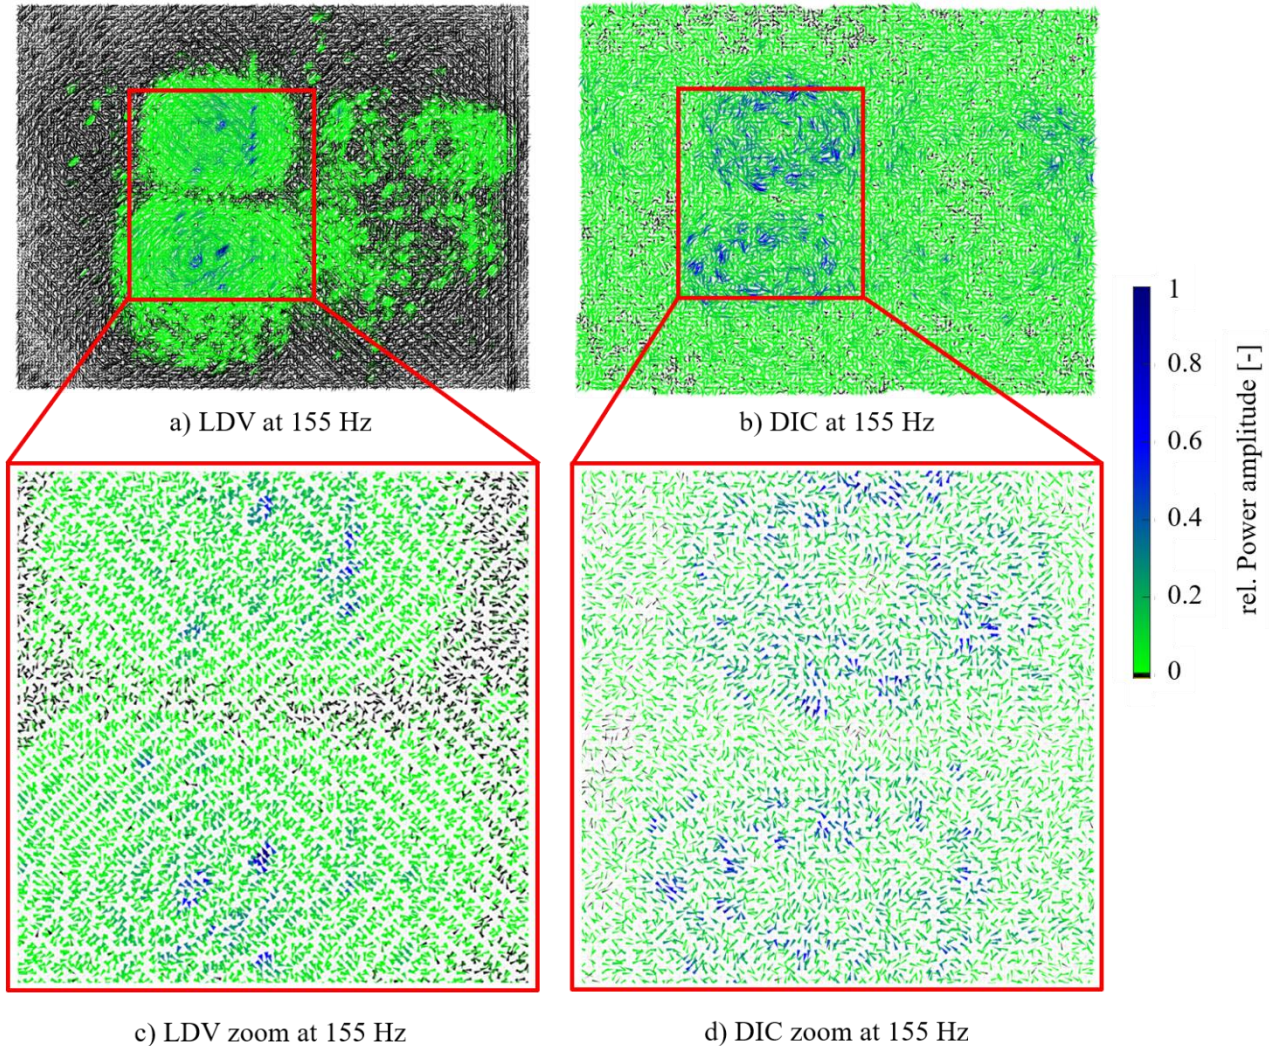 a) LDV at 155 Hz
b) DIC at 155 Hz
1
0.8
0.6
0.4
0.2
0
rel. Power amplitude [-]
c) LDV zoom at 155 Hz
d) DIC zoom at 155 Hz